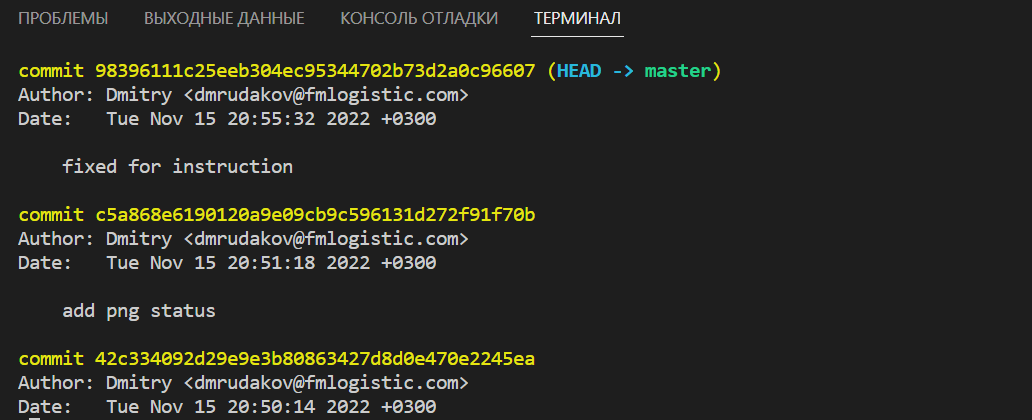 ПРОБЛЕМЫ ВЫХОДНЫЕ ДАННЫЕ КОНСОЛЬ ОТЛАДКИ ТЕРМИНАЛ
commit 98396111c25eeb304ec95344702b73d2a0c96607 (HEAD -> master)
Author: Dmitry <dmrudakov@fmlogistic.com>
Date:   Tue Nov 15 20:55:32 2022 +0300
    fixed for instruction
commit c5a868e6190120a9e09cb9c596131d272f91f70b
Author: Dmitry <dmrudakov@fmlogistic.com>
Date:   Tue Nov 15 20:51:18 2022 +0300
    add png status
commit 42c334092d29e9e3b80863427d8d0e470e2245ea
Author: Dmitry <dmrudakov@fmlogistic.com>
Date:   Tue Nov 15 20:50:14 2022 +0300